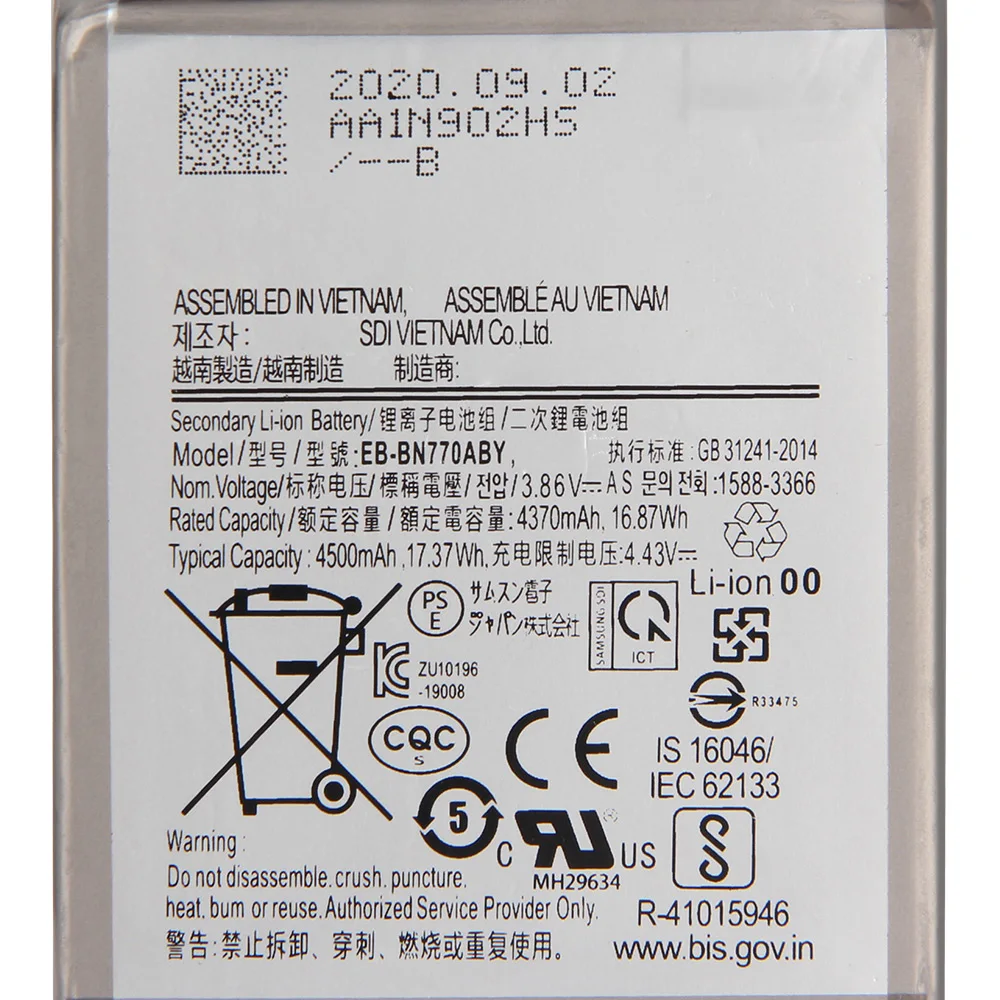 2020.09.02
AA1N902HS
/--B
ASSEMBLED IN VIETNAM, ASSEMBLÉ AU VIETNAM
제조자 : SDI VIETNAM Co.,Ltd.
越南製造/越南制造 制造商:
Secondary Li-ion Battery/锂离子电池组/二次鋰電池組
Model/型号/型號:EB-BN770ABY, 执行标准:GB 31241-2014
Nom.Voltage/标称电压/標稱電壓/전압/3.86V⎓ A S 문의 전화:1588-3366
Rated Capacity/额定容量/額定電容量:4370mAh, 16.87Wh
Typical Capacity : 4500mAh,17.37Wh,充电限制电压:4.43V⎓
Li-ion 00
PS E
サムスン電子
ジャパン株式会社
SAMSUNG SDI
ICT
ZU10196
-19008
R33475
CQC
S
CE
IS 16046/
IEC 62133
5
C RU ® US
MH29634
Warning :
Do not disassemble.crush. puncture.
heat. bum or reuse. Authorized Service Provider Only.
警告:禁止拆卸、穿刺、燃烧或重复使用。
R-41015946
www.bis.gov.in